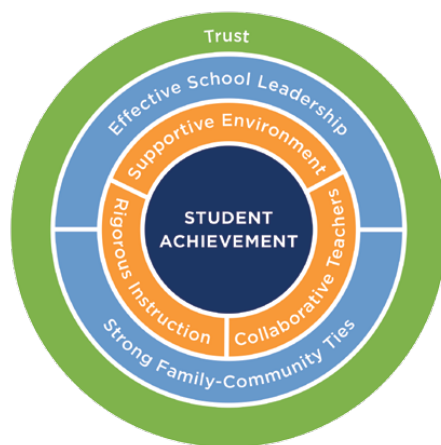 Trust
Effective School Leadership
Supportive Environment
STUDENT
ACHIEVEMENT
Rigorous Instruction
Collaborative Teachers
Strong Family-Community Ties